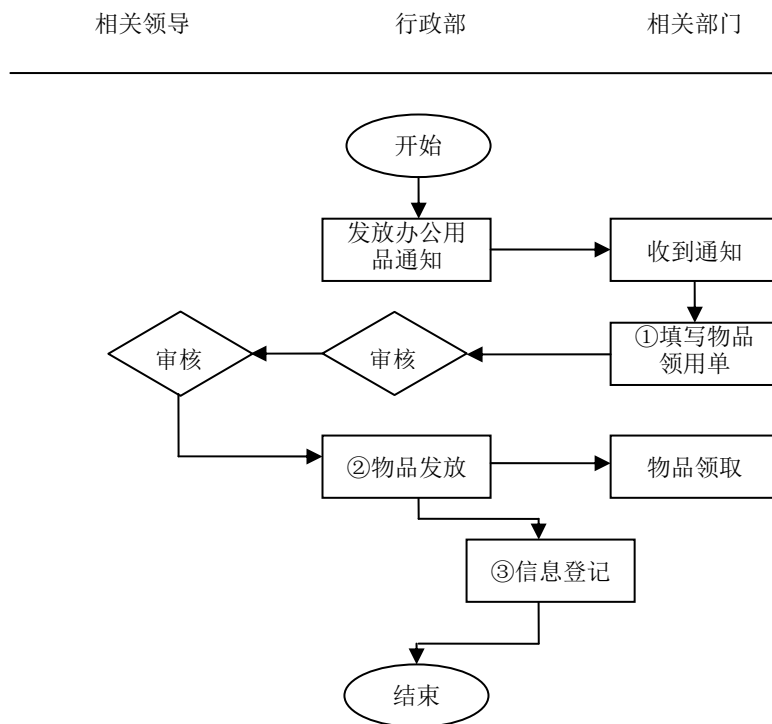 相关领导
行政部
相关部门
开始
发放办公用
品通知
收到通知
①填写物品
领用单
审核
审核
②物品发放
物品领取
③信息登记
结束